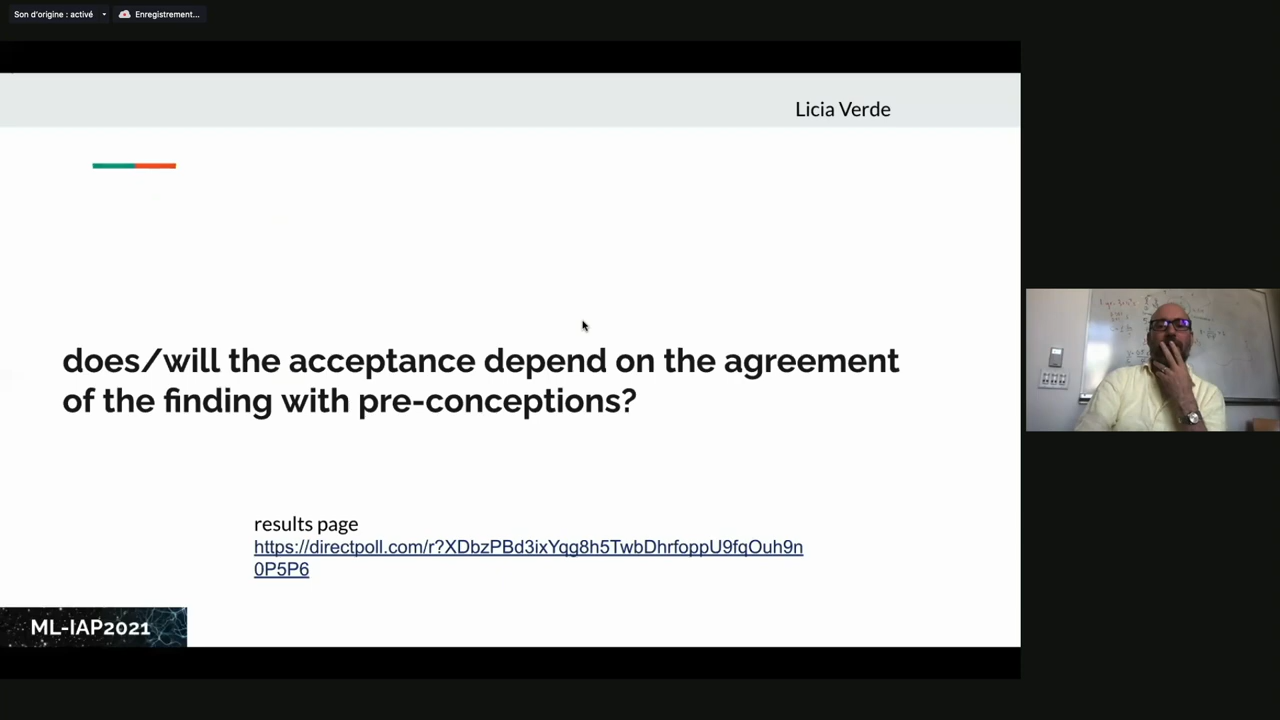 Son d'origine : activé
Enregistrement...
Licia Verde
does/will the acceptance depend on the agreement
of the finding with pre-conceptions?
results page
https://directpoll.com/r?XDbzPBd3ixYqg8h5TwbDhrfoppU9fqOuh9n
0P5P6
ML-IAP2021